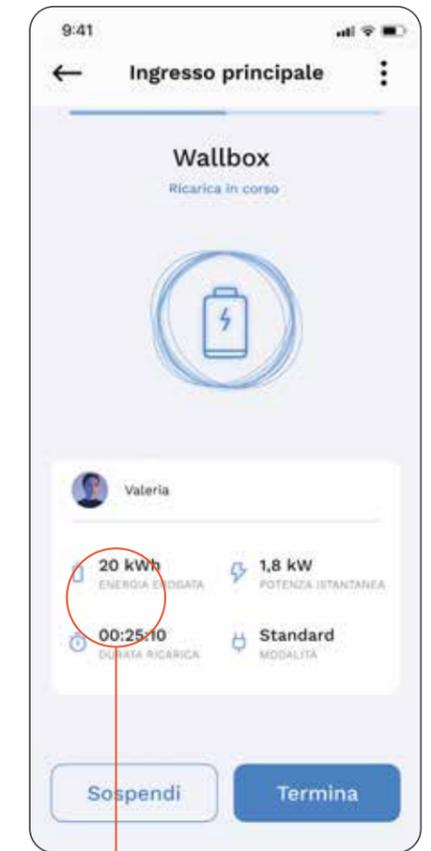 9:41
Ingresso principale
Wallbox
Ricarica in corso
Valeria
20 kWh
ENERGIA EROGATA
1,8 kW
POTENZA ISTANTANEA
00:25:10
DURATA RICARICA
Standard
MODALITÀ
Sospendi
Termina